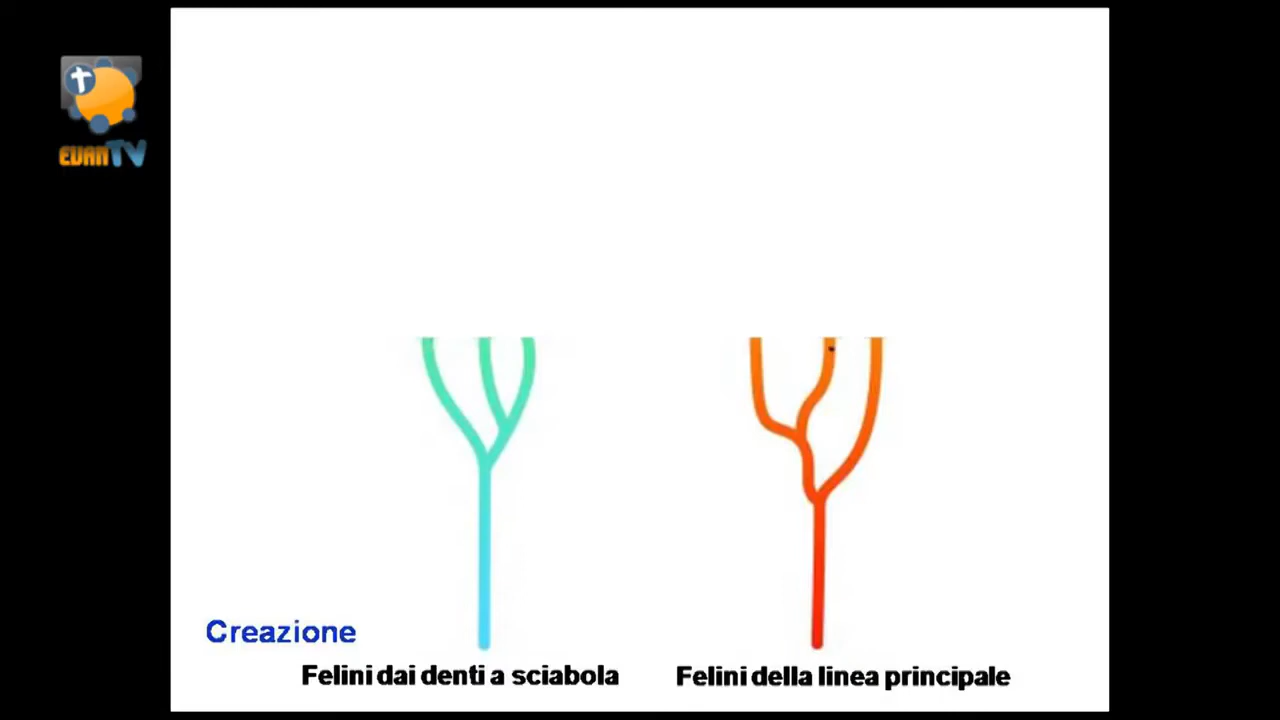 EVANTV
Creazione
Felini dai denti a sciabola
Felini della linea principale